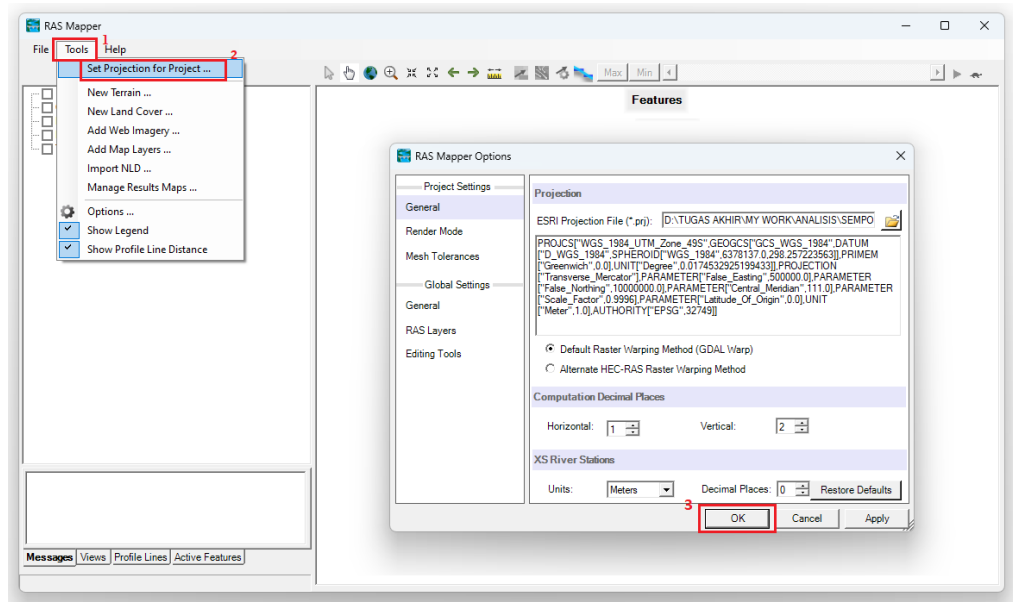 RAS Mapper
File Tools Help
1
2
Set Projection for Project ...
New Terrain ...
New Land Cover ...
Add Web Imagery ...
Add Map Layers ...
Import NLD ...
Manage Results Maps ...
Options ...
Show Legend
Show Profile Line Distance
Max Min
Features
RAS Mapper Options
Project Settings
General
Render Mode
Mesh Tolerances
Global Settings
General
RAS Layers
Editing Tools
Projection
ESRI Projection File (*.prj): D:\TUGAS AKHIR\MY WORK\ANALISIS\SEMPO
PROJCS["WGS_1984_UTM_Zone_49S",GEOGCS["GCS_WGS_1984",DATUM
["D_WGS_1984",SPHEROID["WGS_1984",6378137.0,298.257223563]],PRIMEM
["Greenwich",0.0],UNIT["Degree",0.0174532925199433]],PROJECTION
["Transverse_Mercator"],PARAMETER["False_Easting",500000.0],PARAMETER
["False_Northing",10000000.0],PARAMETER["Central_Meridian",111.0],PARAMETER
["Scale_Factor",0.9996],PARAMETER["Latitude_Of_Origin",0.0],UNIT
["Meter",1.0],AUTHORITY["EPSG",32749]]
Default Raster Warping Method (GDAL Warp)
Alternate HEC-RAS Raster Warping Method
Computation Decimal Places
Horizontal: 1 Vertical: 2
XS River Stations
Units: Meters Decimal Places: 0 Restore Defaults
3
OK Cancel Apply
Messages Views Profile Lines Active Features